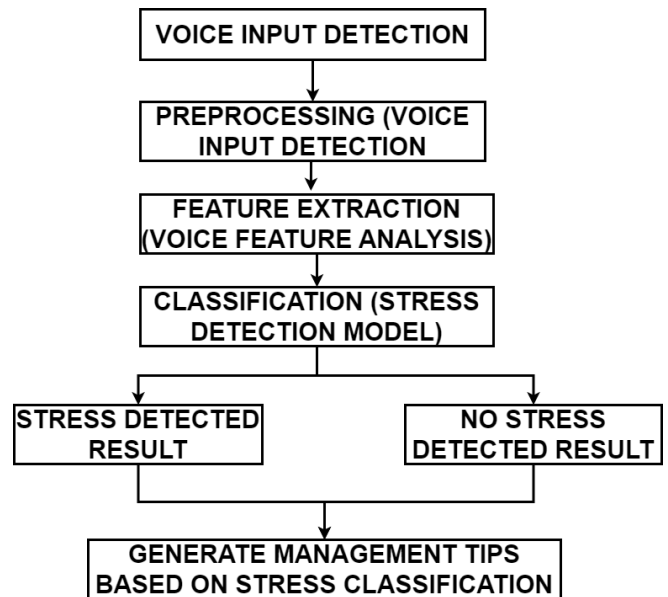 VOICE INPUT DETECTION
PREPROCESSING (VOICE
INPUT DETECTION
FEATURE EXTRACTION
(VOICE FEATURE ANALYSIS)
CLASSIFICATION (STRESS
DETECTION MODEL)
STRESS DETECTED
RESULT
NO STRESS
DETECTED RESULT
GENERATE MANAGEMENT TIPS
BASED ON STRESS CLASSIFICATION